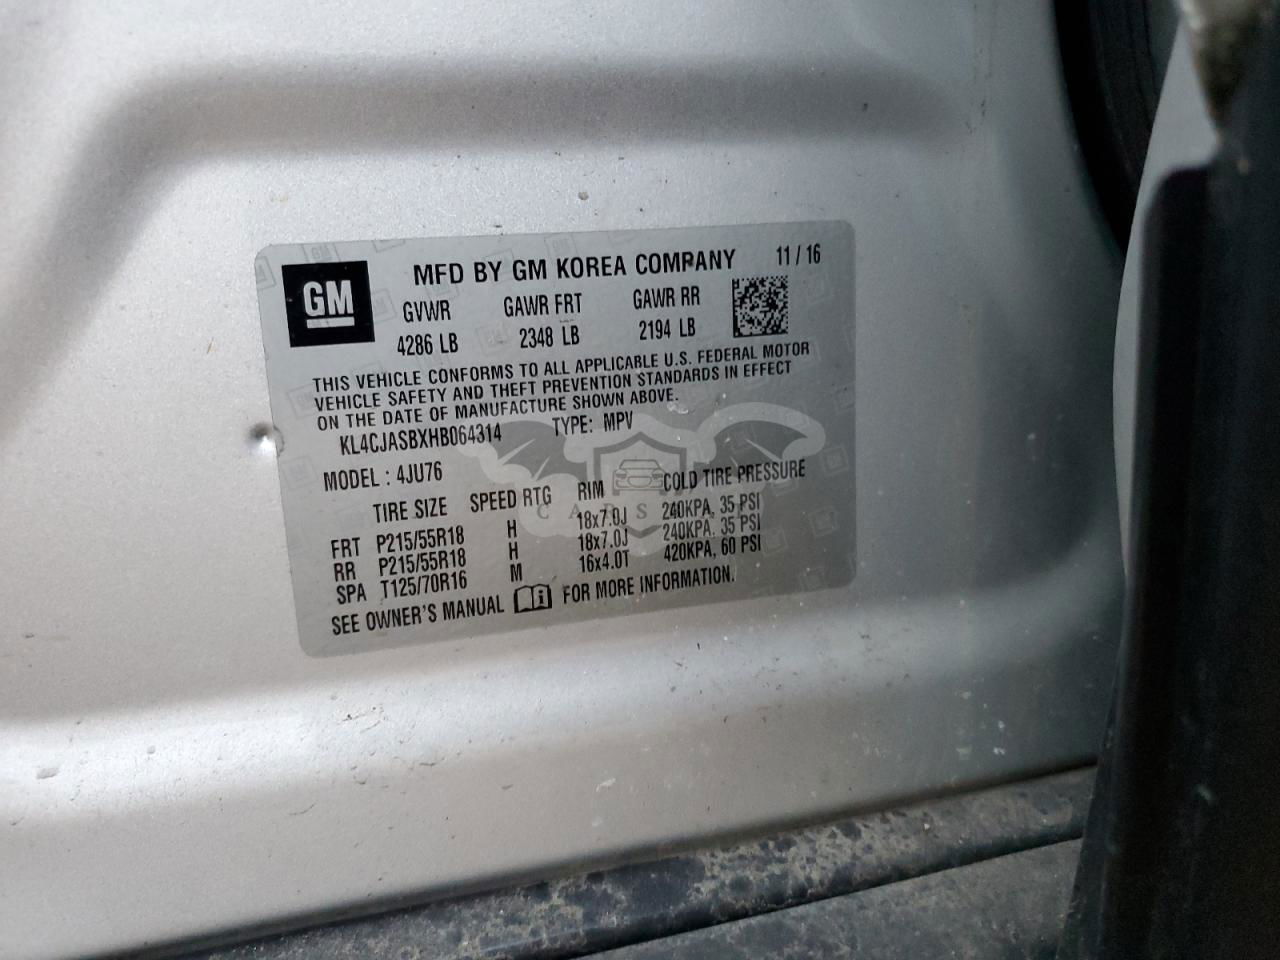 GM
MFD BY GM KOREA COMPANY 11 / 16
GVWR GAWR FRT GAWR RR
4286 LB 2348 LB 2194 LB
THIS VEHICLE CONFORMS TO ALL APPLICABLE U.S. FEDERAL MOTOR
VEHICLE SAFETY AND THEFT PREVENTION STANDARDS IN EFFECT
ON THE DATE OF MANUFACTURE SHOWN ABOVE.
KL4CJASBXHB064314 TYPE: MPV
MODEL : 4JU76
TIRE SIZE SPEED RTG RIM COLD TIRE PRESSURE
FRT P215/55R18 H 18x7.0J 240KPA, 35 PSI
RR P215/55R18 H 18x7.0J 240KPA, 35 PSI
SPA T125/70R16 M 16x4.0T 420KPA, 60 PSI
SEE OWNER'S MANUAL i FOR MORE INFORMATION.